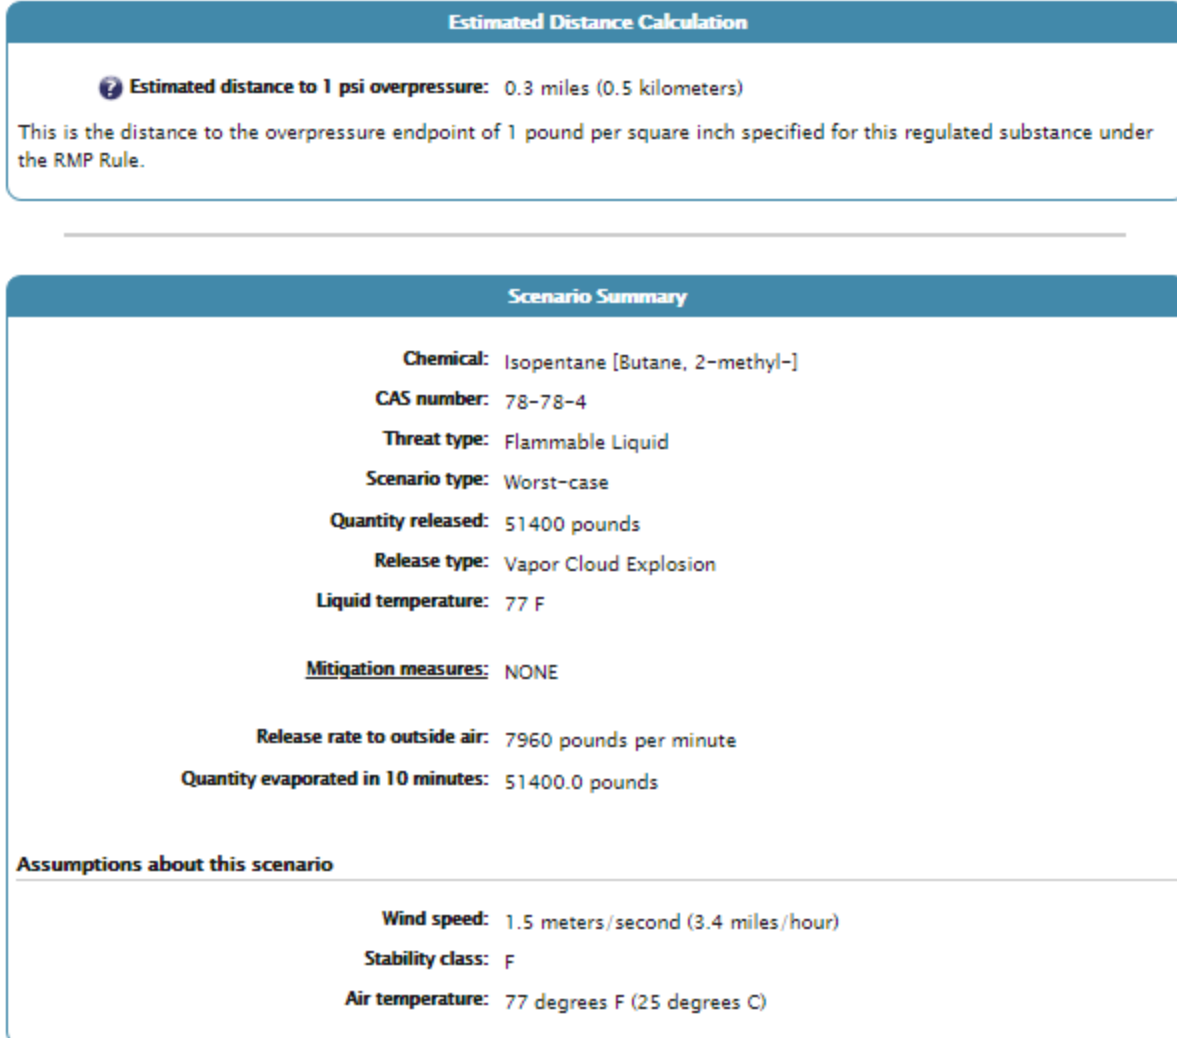 Estimated Distance Calculation
? Estimated distance to 1 psi overpressure: 0.3 miles (0.5 kilometers)
This is the distance to the overpressure endpoint of 1 pound per square inch specified for this regulated substance under
the RMP Rule.
Scenario Summary
Chemical: Isopentane [Butane, 2-methyl-]
CAS number: 78-78-4
Threat type: Flammable Liquid
Scenario type: Worst-case
Quantity released: 51400 pounds
Release type: Vapor Cloud Explosion
Liquid temperature: 77 F
Mitigation measures: NONE
Release rate to outside air: 7960 pounds per minute
Quantity evaporated in 10 minutes: 51400.0 pounds
Assumptions about this scenario
Wind speed: 1.5 meters/second (3.4 miles/hour)
Stability class: F
Air temperature: 77 degrees F (25 degrees C)